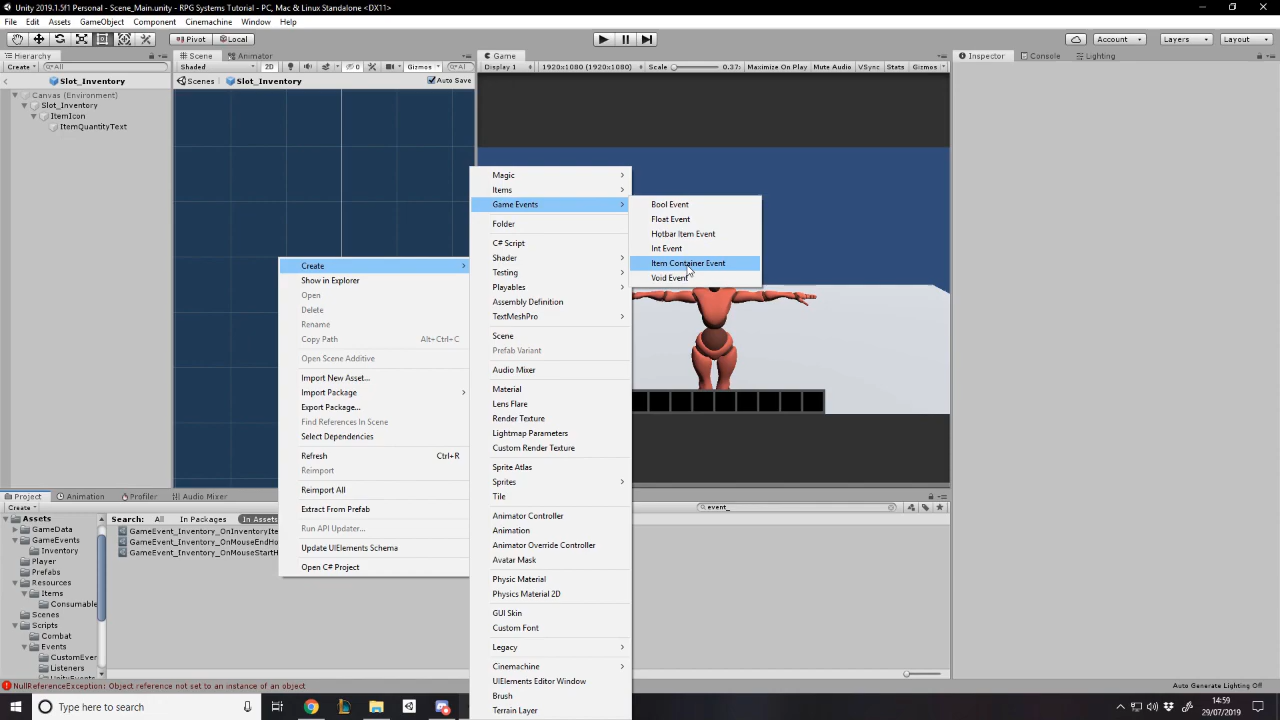 Unity 2019.1.5f1 Personal - Scene_Main.unity - RPG Systems Tutorial - PC, Mac & Linux Standalone <DX11>
File Edit Assets GameObject Component Cinemachine Window Help
Pivot Local Account Layers Layout
Hierarchy Scene Animator Game Inspector Console Lighting
Create All Shaded 2D 0 Gizmos Display 1 1920x1080 (1920x1080) Scale 0.37: Maximize On Play Mute Audio VSync Stats Gizmos
Slot_Inventory Scenes Slot_Inventory Auto Save
Canvas (Environment)
Slot_Inventory
ItemIcon
ItemQuantityText
Magic
Items
Game Events
Folder
C# Script
Shader
Testing
Playables
Assembly Definition
TextMeshPro
Scene
Prefab Variant
Audio Mixer
Material
Lens Flare
Render Texture
Lightmap Parameters
Custom Render Texture
Sprite Atlas
Sprites
Tile
Animator Controller
Animation
Animator Override Controller
Avatar Mask
Physic Material
Physics Material 2D
GUI Skin
Custom Font
Legacy
Cinemachine
UIElements Editor Window
Brush
Terrain Layer
Bool Event
Float Event
Hotbar Item Event
Int Event
Item Container Event
Void Event
Create
Show in Explorer
Open
Delete
Rename
Copy Path Alt+Ctrl+C
Open Scene Additive
Import New Asset...
Import Package
Export Package...
Find References In Scene
Select Dependencies
Refresh Ctrl+R
Reimport
Reimport All
Extract From Prefab
Run API Updater...
Update UIElements Schema
Open C# Project
Project Animation Profiler Audio Mixer
Create event_
Assets
GameData
GameEvents
Inventory
Player
Prefabs
Resources
Items
Consumable
Scenes
Scripts
Combat
Events
CustomEver
Listeners
Search: All In Packages In Assets
GameEvent_Inventory_OnInventoryIte
GameEvent_Inventory_OnMouseEndHo
GameEvent_Inventory_OnMouseStartH
NullReferenceException: Object reference not set to an instance of an object
Auto Generate Lighting Off
Type here to search
14:59
29/07/2019